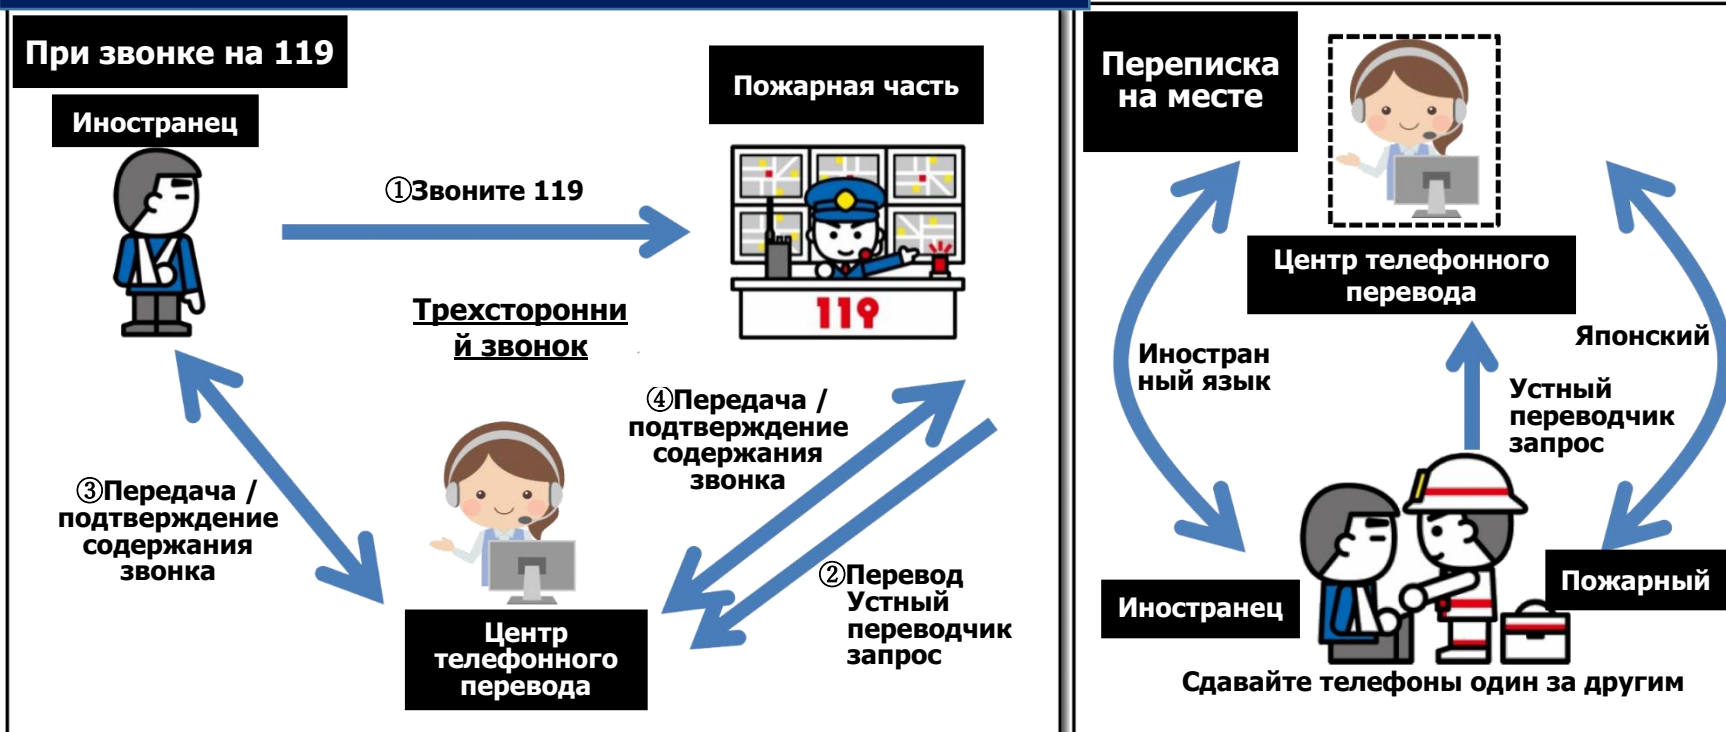 При звонке на 119
Иностранец
Пожарная часть
①Звоните 119
119
Трехсторонни
й звонок
④Передача /
подтверждение
содержания
звонка
③Передача /
подтверждение
содержания
звонка
②Перевод
Устный
переводчик
запрос
Центр
телефонного
перевода
Переписка
на месте
Центр телефонного
перевода
Иностран
ный язык
Японский
Устный
переводчик
запрос
Иностранец
Пожарный
Сдавайте телефоны один за другим